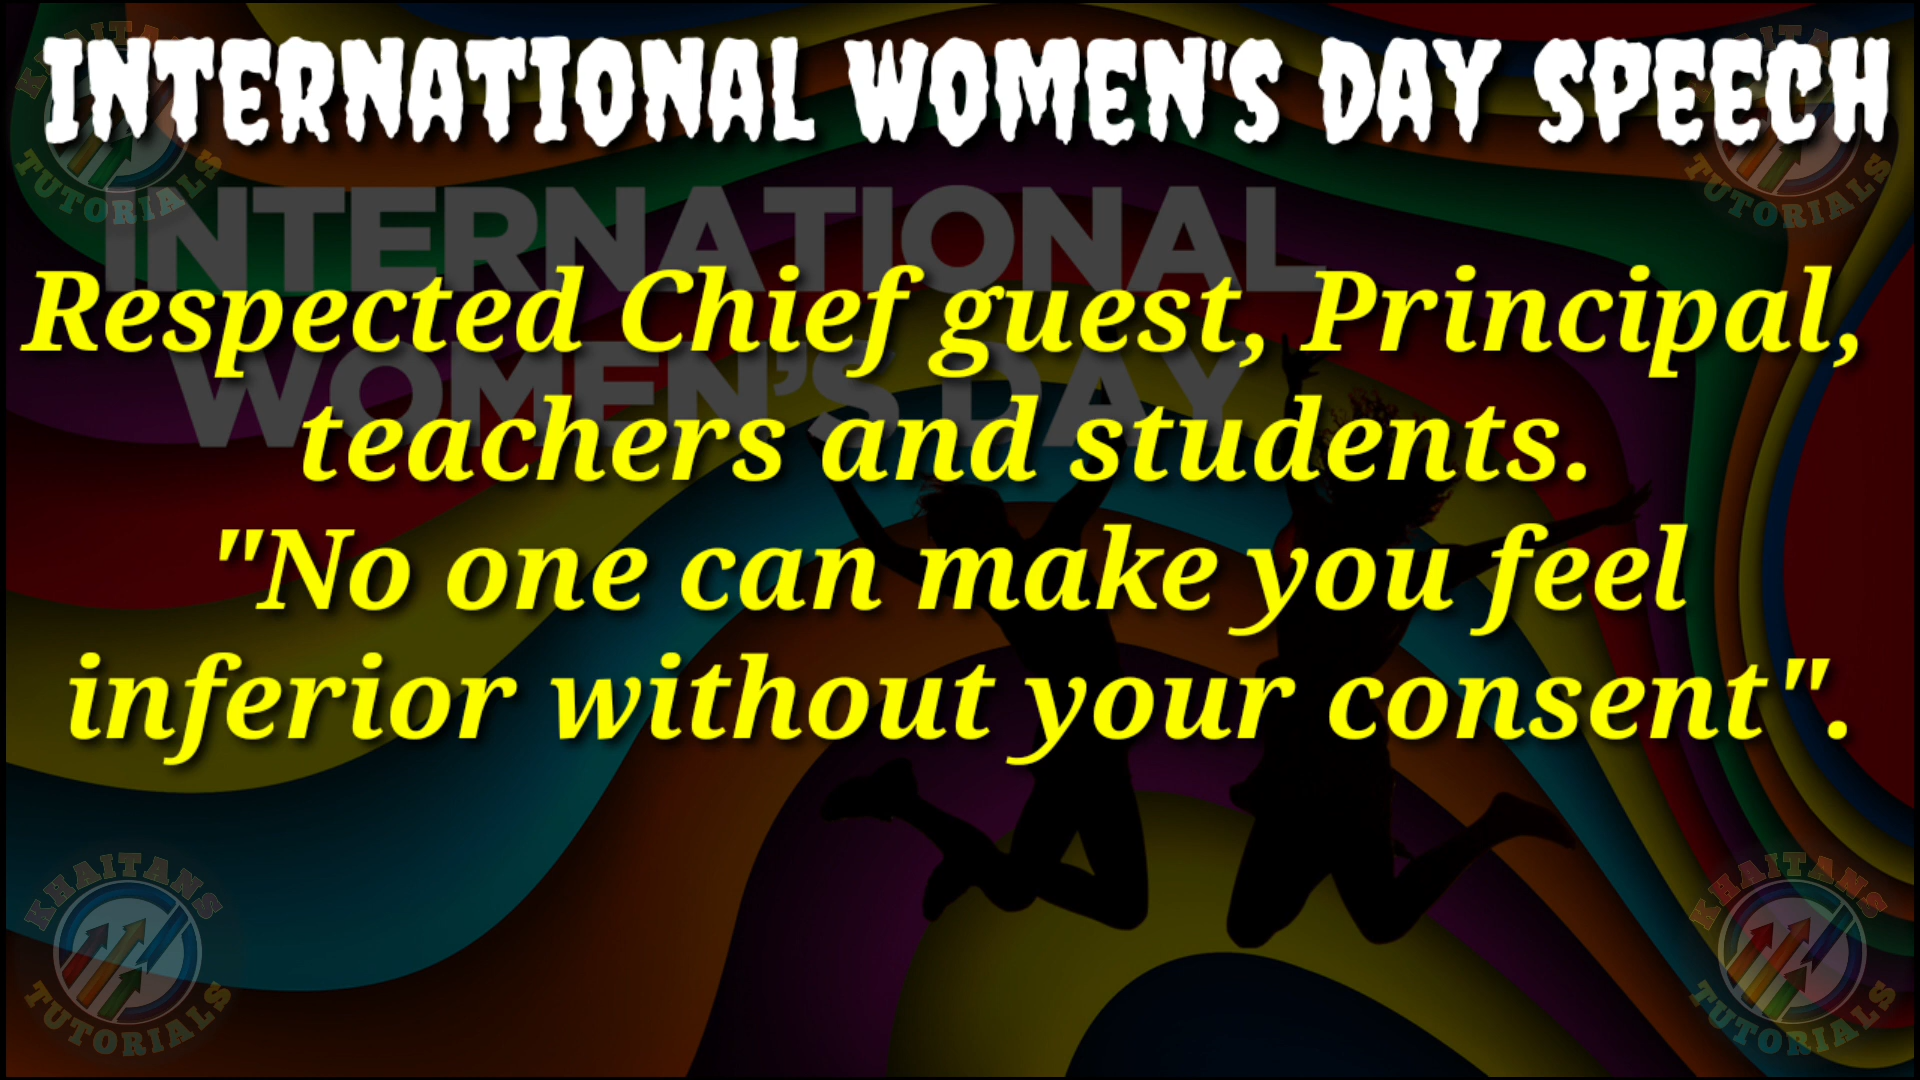 INTERNATIONAL WOMEN'S DAY SPEECH
INTERNATIONAL
WOMEN'S DAY
Respected Chief guest, Principal,
teachers and students.
"No one can make you feel
inferior without your consent".
KHAITANS
TUTORIALS
KHAITANS
TUTORIALS
KHAITANS
TUTORIALS
KHAITANS
TUTORIALS